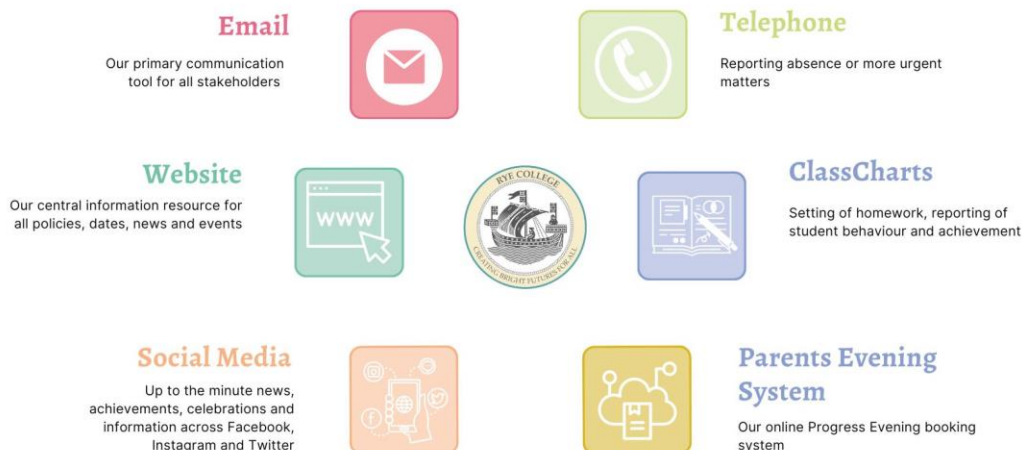 Email
Our primary communication
tool for all stakeholders
Telephone
Reporting absence or more urgent
matters
Website
Our central information resource for
all policies, dates, news and events
www
RYE COLLEGE
CREATING BRIGHT FUTURES FOR ALL
ClassCharts
Setting of homework, reporting of
student behaviour and achievement
Social Media
Up to the minute news,
achievements, celebrations and
information across Facebook,
Instagram and Twitter
f
Parents Evening
System
Our online Progress Evening booking
system